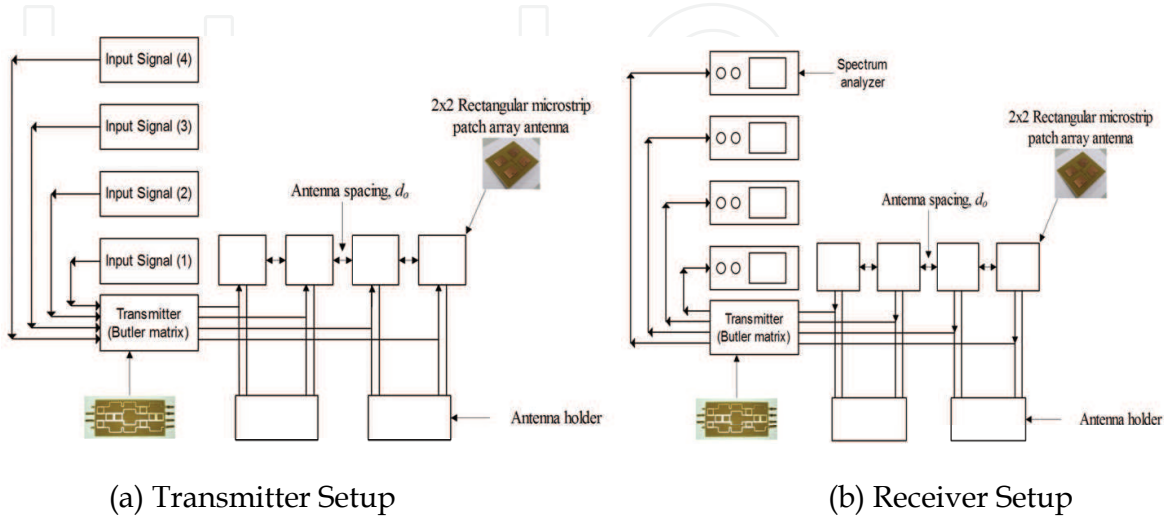 Input Signal (4)
Input Signal (3)
Input Signal (2)
Input Signal (1)
Transmitter
(Butler matrix)
Antenna spacing, dₒ
2x2 Rectangular microstrip
patch array antenna
Antenna holder
(a) Transmitter Setup
Spectrum
analyzer
2x2 Rectangular microstrip
patch array antenna
Antenna spacing, dₒ
Transmitter
(Butler matrix)
Antenna holder
(b) Receiver Setup